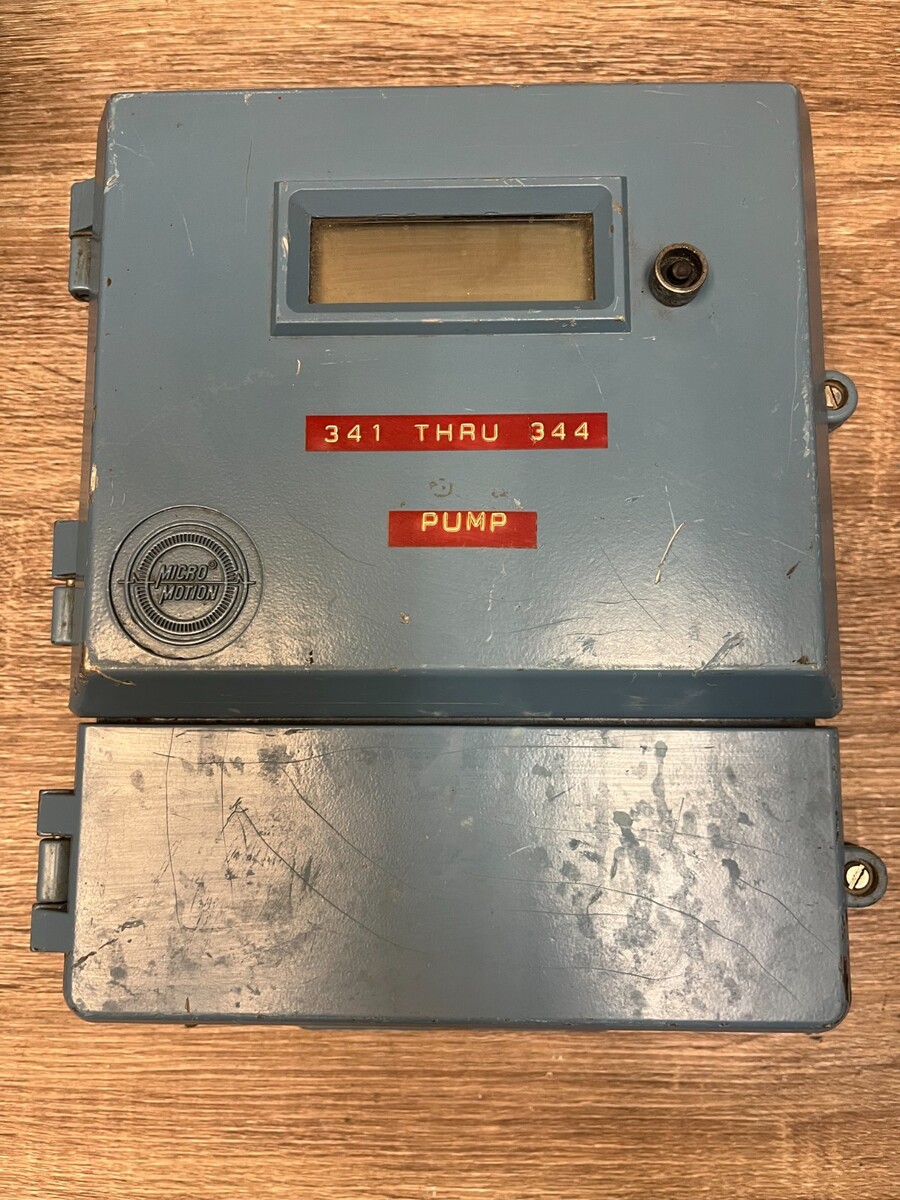 341 THRU 344
PUMP
MICRO®
MOTION